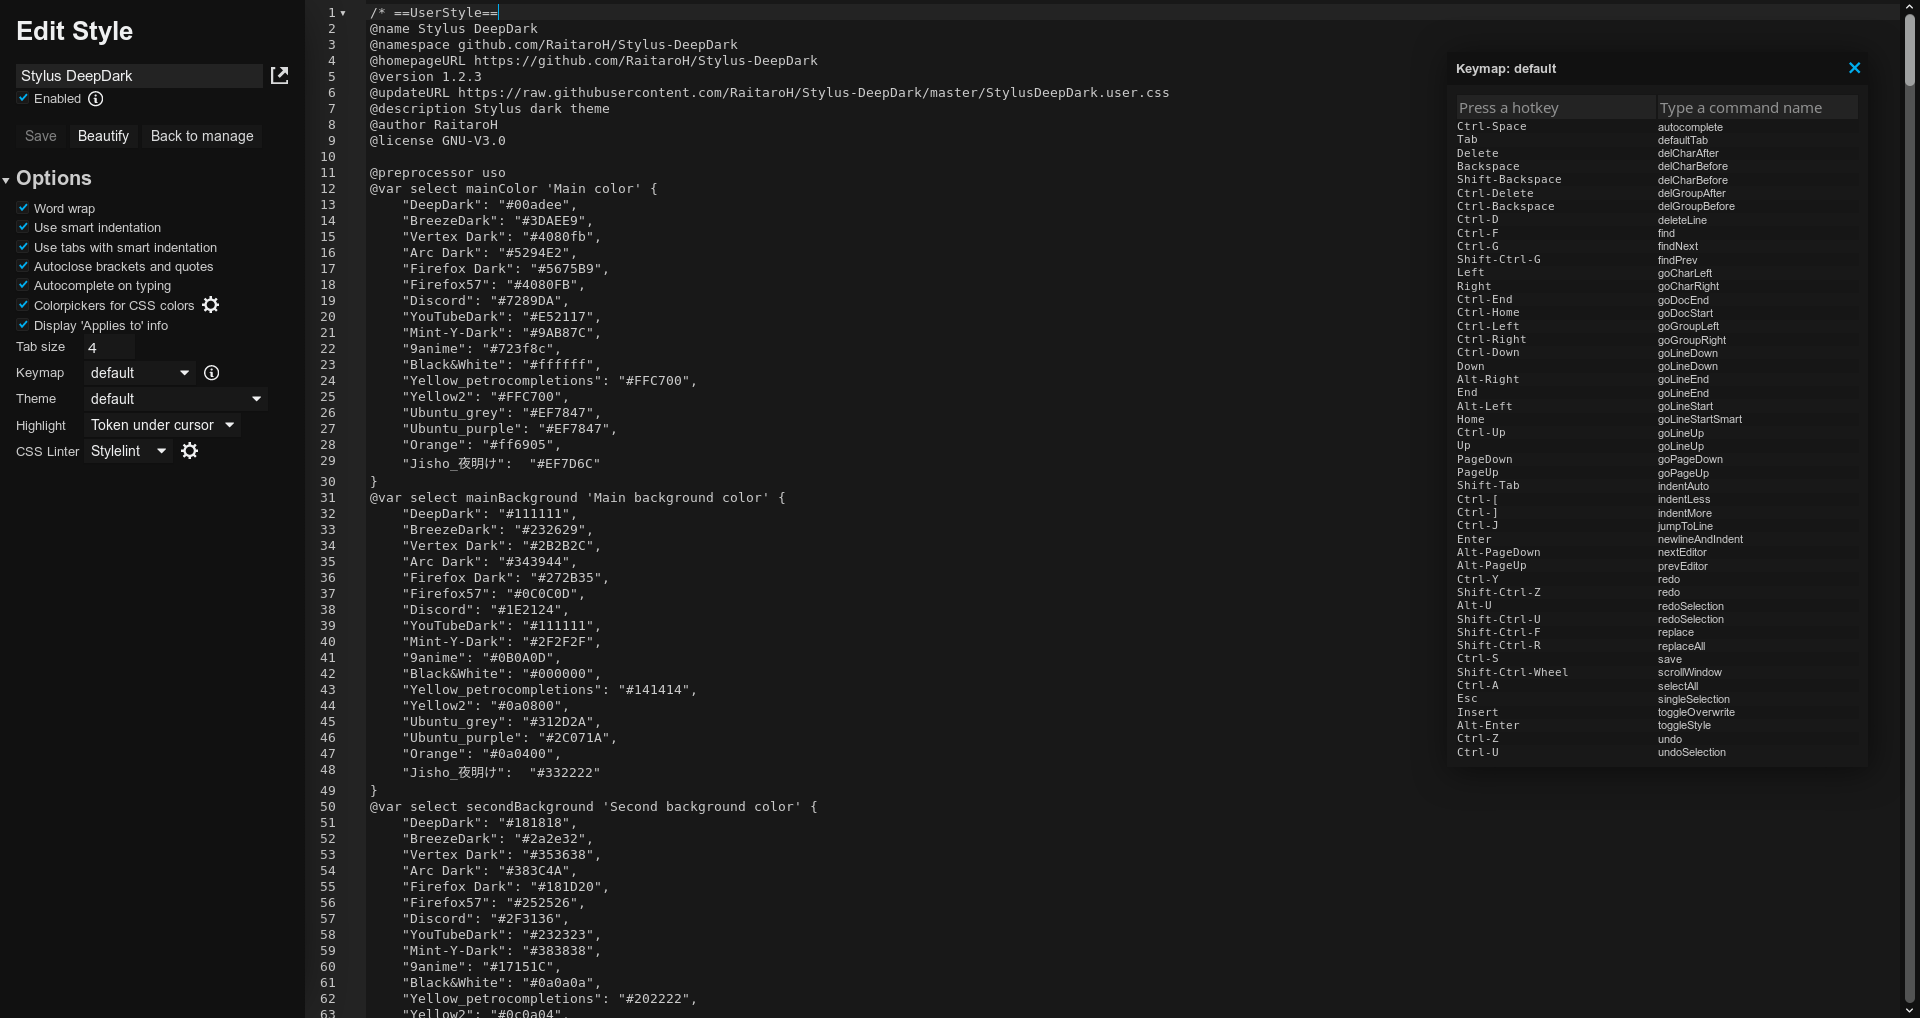 Edit Style
Stylus DeepDark
Enabled
Save Beautify Back to manage
Options
Word wrap
Use smart indentation
Use tabs with smart indentation
Autoclose brackets and quotes
Autocomplete on typing
Colorpickers for CSS colors
Display 'Applies to' info
Tab size 4
Keymap default
Theme default
Highlight Token under cursor
CSS Linter Stylelint
1 /* ==UserStyle==
2 @name Stylus DeepDark
3 @namespace github.com/RaitaroH/Stylus-DeepDark
4 @homepageURL https://github.com/RaitaroH/Stylus-DeepDark
5 @version 1.2.3
6 @updateURL https://raw.githubusercontent.com/RaitaroH/Stylus-DeepDark/master/StylusDeepDark.user.css
7 @description Stylus dark theme
8 @author RaitaroH
9 @license GNU-V3.0
10
11 @preprocessor uso
12 @var select mainColor 'Main color' {
13 "DeepDark": "#00adee",
14 "BreezeDark": "#3DAEE9",
15 "Vertex Dark": "#4080fb",
16 "Arc Dark": "#5294E2",
17 "Firefox Dark": "#5675B9",
18 "Firefox57": "#4080FB",
19 "Discord": "#7289DA",
20 "YouTubeDark": "#E52117",
21 "Mint-Y-Dark": "#9AB87C",
22 "9anime": "#723f8c",
23 "Black&White": "#ffffff",
24 "Yellow_petrocompletions": "#FFC700",
25 "Yellow2": "#FFC700",
26 "Ubuntu_grey": "#EF7847",
27 "Ubuntu_purple": "#EF7847",
28 "Orange": "#ff6905",
29 "Jisho_夜明け": "#EF7D6C"
30 }
31 @var select mainBackground 'Main background color' {
32 "DeepDark": "#111111",
33 "BreezeDark": "#232629",
34 "Vertex Dark": "#2B2B2C",
35 "Arc Dark": "#343944",
36 "Firefox Dark": "#272B35",
37 "Firefox57": "#0C0C0D",
38 "Discord": "#1E2124",
39 "YouTubeDark": "#111111",
40 "Mint-Y-Dark": "#2F2F2F",
41 "9anime": "#0B0A0D",
42 "Black&White": "#000000",
43 "Yellow_petrocompletions": "#141414",
44 "Yellow2": "#0a0800",
45 "Ubuntu_grey": "#312D2A",
46 "Ubuntu_purple": "#2C071A",
47 "Orange": "#0a0400",
48 "Jisho_夜明け": "#332222"
49 }
50 @var select secondBackground 'Second background color' {
51 "DeepDark": "#181818",
52 "BreezeDark": "#2a2e32",
53 "Vertex Dark": "#353638",
54 "Arc Dark": "#383C4A",
55 "Firefox Dark": "#181D20",
56 "Firefox57": "#252526",
57 "Discord": "#2F3136",
58 "YouTubeDark": "#232323",
59 "Mint-Y-Dark": "#383838",
60 "9anime": "#17151C",
61 "Black&White": "#0a0a0a",
62 "Yellow_petrocompletions": "#202222",
63 "Yellow2": "#0c0a04",
Keymap: default
Press a hotkey Type a command name
Ctrl-Space autocomplete
Tab defaultTab
Delete delCharAfter
Backspace delCharBefore
Shift-Backspace delCharBefore
Ctrl-Delete delGroupAfter
Ctrl-Backspace delGroupBefore
Ctrl-D deleteLine
Ctrl-F find
Ctrl-G findNext
Shift-Ctrl-G findPrev
Left goCharLeft
Right goCharRight
Ctrl-End goDocEnd
Ctrl-Home goDocStart
Ctrl-Left goGroupLeft
Ctrl-Right goGroupRight
Ctrl-Down goLineDown
Down goLineDown
Alt-Right goLineEnd
End goLineEnd
Alt-Left goLineStart
Home goLineStartSmart
Ctrl-Up goLineUp
Up goLineUp
PageDown goPageDown
PageUp goPageUp
Shift-Tab indentAuto
Ctrl-[ indentLess
Ctrl-] indentMore
Ctrl-J jumpToLine
Enter newlineAndIndent
Alt-PageDown nextEditor
Alt-PageUp prevEditor
Ctrl-Y redo
Shift-Ctrl-Z redo
Alt-U redoSelection
Shift-Ctrl-U redoSelection
Shift-Ctrl-F replace
Shift-Ctrl-R replaceAll
Ctrl-S save
Shift-Ctrl-Wheel scrollWindow
Ctrl-A selectAll
Esc singleSelection
Insert toggleOverwrite
Alt-Enter toggleStyle
Ctrl-Z undo
Ctrl-U undoSelection